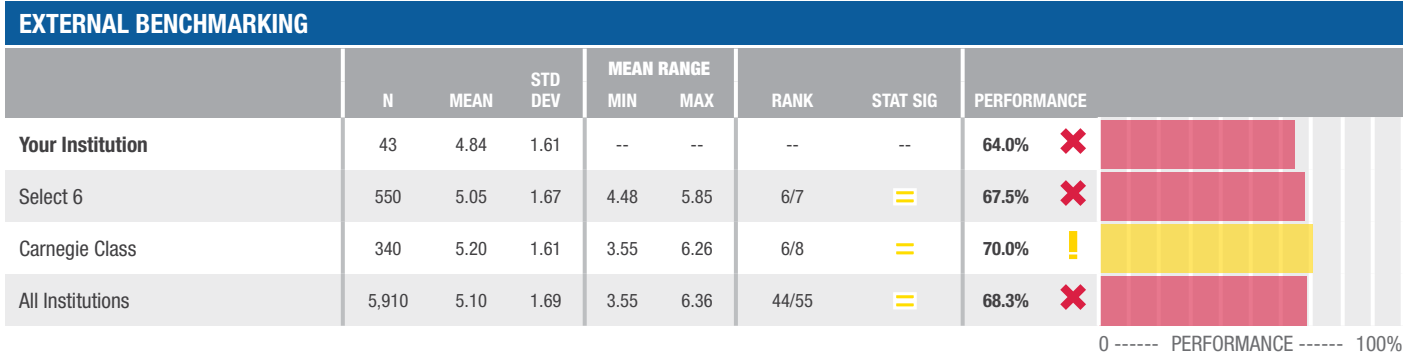 EXTERNAL BENCHMARKING
N MEAN STD DEV MEAN RANGE MIN MAX RANK STAT SIG PERFORMANCE
Your Institution 43 4.84 1.61 -- -- -- -- 64.0%
Select 6 550 5.05 1.67 4.48 5.85 6/7 = 67.5%
Carnegie Class 340 5.20 1.61 3.55 6.26 6/8 = 70.0% !
All Institutions 5,910 5.10 1.69 3.55 6.36 44/55 = 68.3%
0 ------ PERFORMANCE ------ 100%